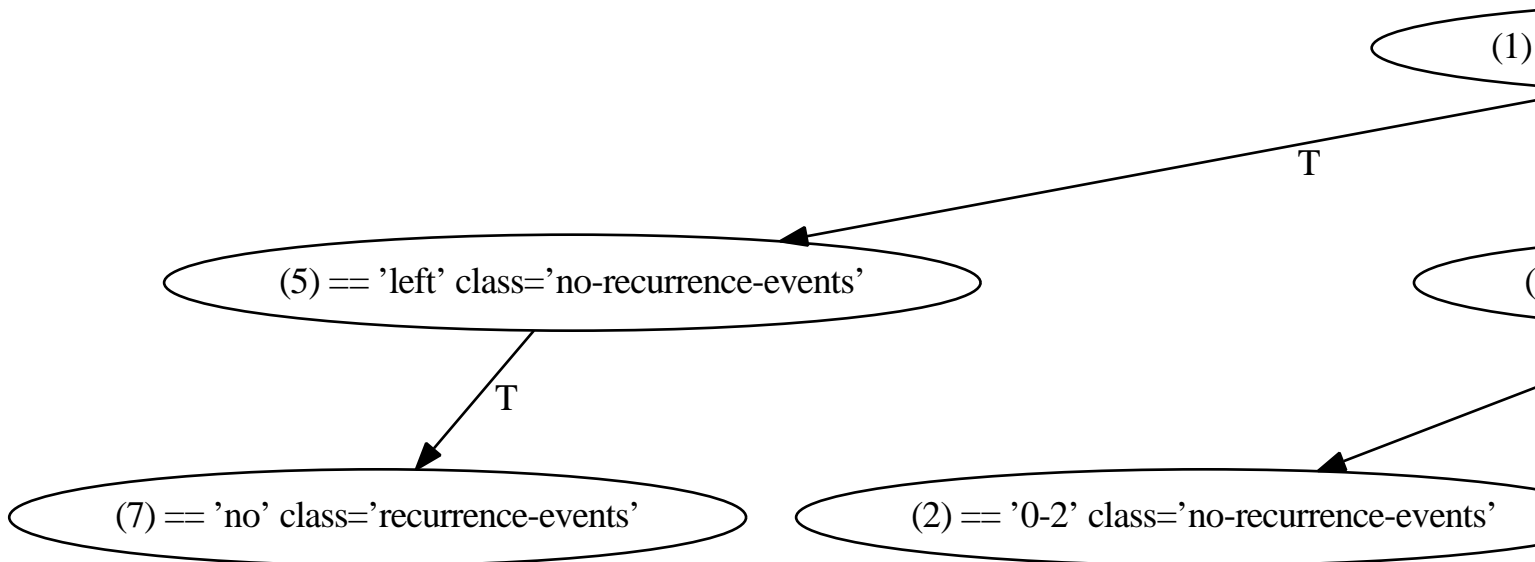 (1)
T
(5) == ’left’ class=’no-recurrence-events’
(
T
(7) == ’no’ class=’recurrence-events’
(2) == ’0-2’ class=’no-recurrence-events’